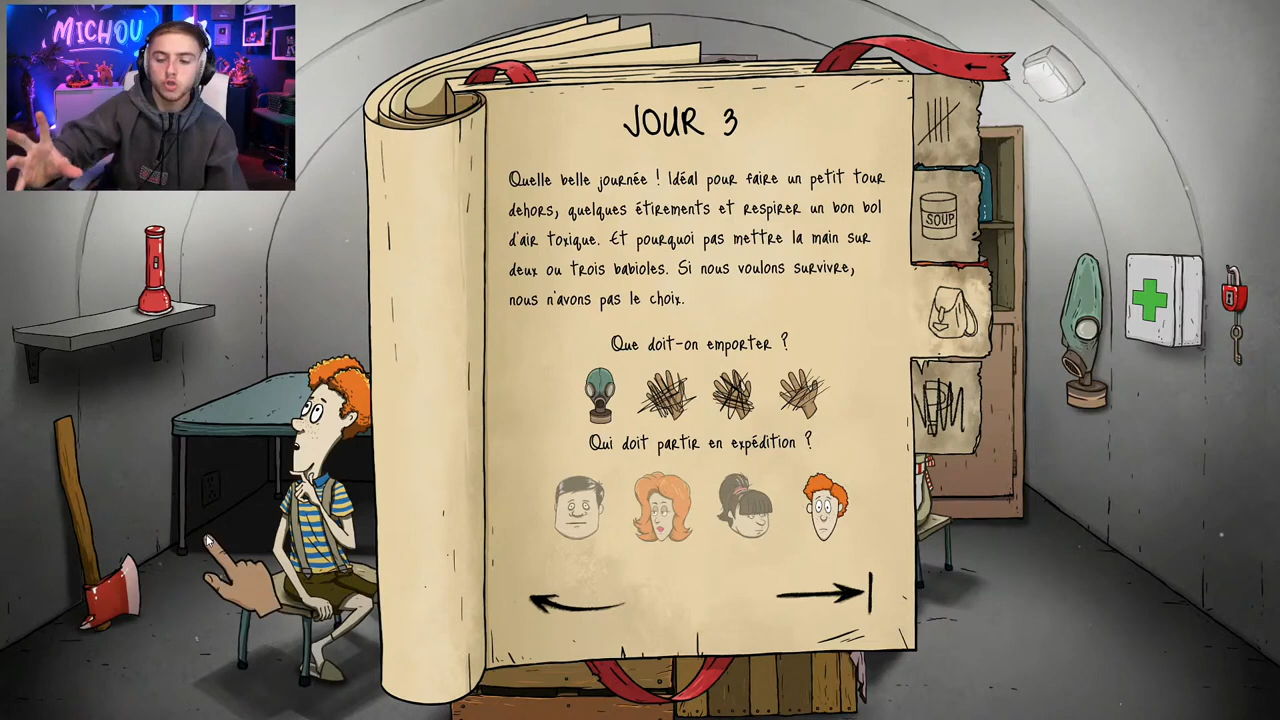 MICHOU
JOUR 3
Quelle belle journée ! Idéal pour faire un petit tour
dehors, quelques étirements et respirer un bon bol
d'air toxique. Et pourquoi pas mettre la main sur
deux ou trois babioles. Si nous voulons survivre,
nous n'avons pas le choix.
SOUP
Que doit-on emporter ?
Qui doit partir en expédition ?